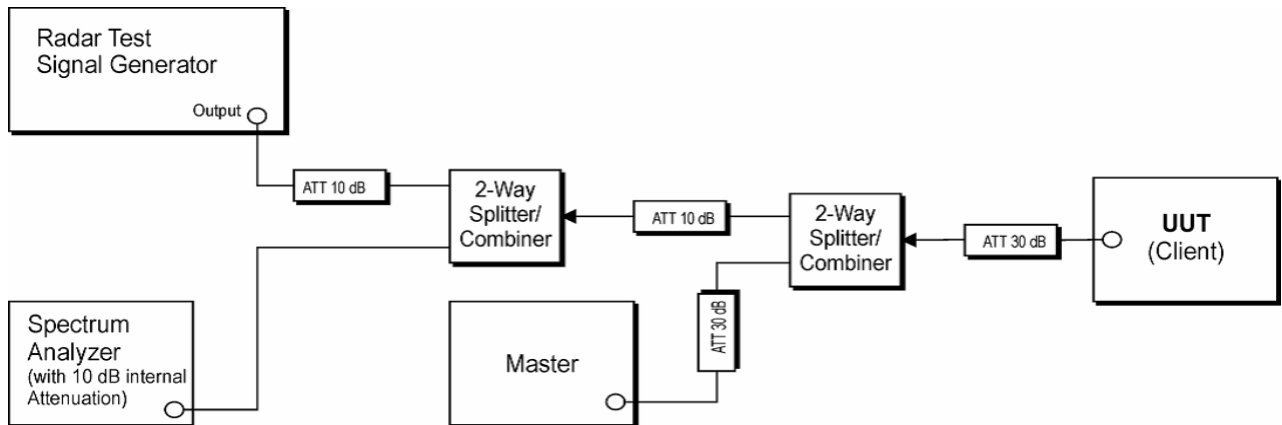 Radar Test
Signal Generator
Output
ATT 10 dB
2-Way
Splitter/
Combiner
ATT 10 dB
2-Way
Splitter/
Combiner
ATT 30 dB
UUT
(Client)
Spectrum
Analyzer
(with 10 dB internal
Attenuation)
Master
ATT 30 dB